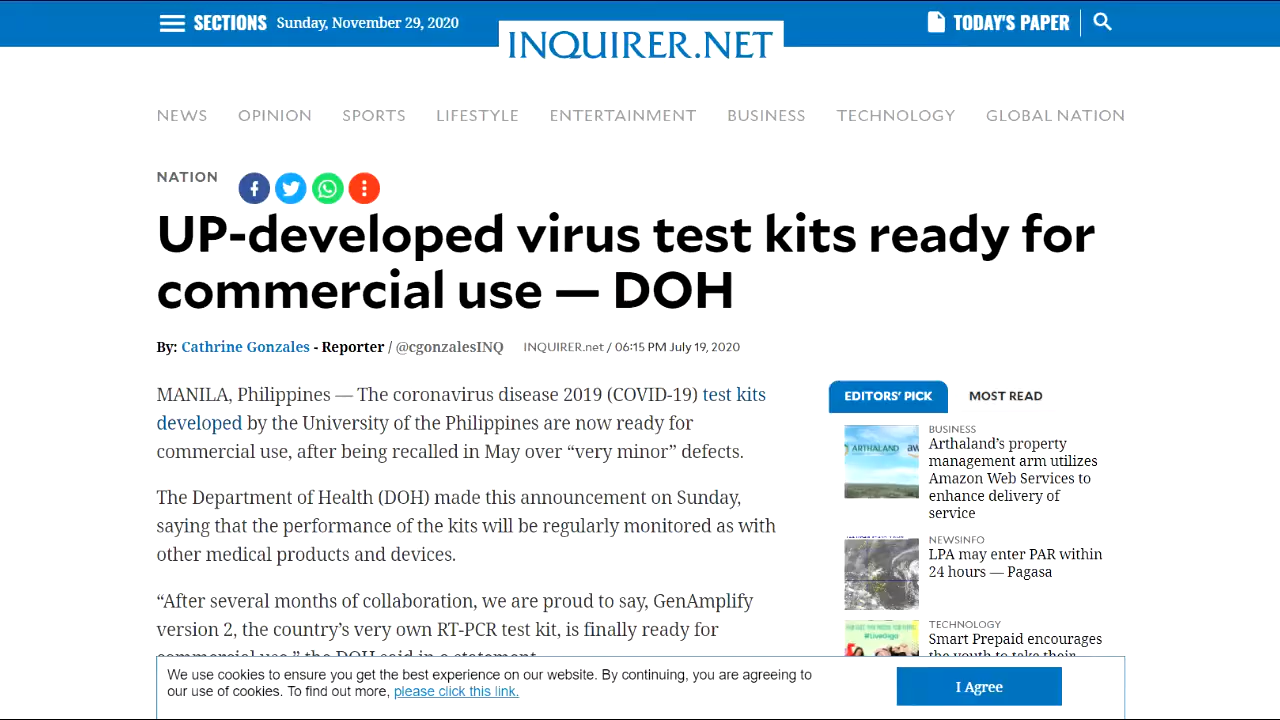 SECTIONS Sunday, November 29, 2020
INQUIRER.NET
TODAY'S PAPER
NEWS OPINION SPORTS LIFESTYLE ENTERTAINMENT BUSINESS TECHNOLOGY GLOBAL NATION
NATION
UP-developed virus test kits ready for
commercial use — DOH
By: Cathrine Gonzales - Reporter / @cgonzalesINQ INQUIRER.net / 06:15 PM July 19, 2020
MANILA, Philippines — The coronavirus disease 2019 (COVID-19) test kits
developed by the University of the Philippines are now ready for
commercial use, after being recalled in May over “very minor” defects.
The Department of Health (DOH) made this announcement on Sunday,
saying that the performance of the kits will be regularly monitored as with
other medical products and devices.
“After several months of collaboration, we are proud to say, GenAmplify
version 2, the country’s very own RT-PCR test kit, is finally ready for
commercial use,” the DOH said in a statement.
EDITORS' PICK MOST READ
ARTHALAND aw
BUSINESS
Arthaland’s property
management arm utilizes
Amazon Web Services to
enhance delivery of
service
NEWSINFO
LPA may enter PAR within
24 hours — Pagasa
#LiveGigo
TECHNOLOGY
Smart Prepaid encourages
the youth to take their
We use cookies to ensure you get the best experience on our website. By continuing, you are agreeing to
our use of cookies. To find out more, please click this link.
I Agree